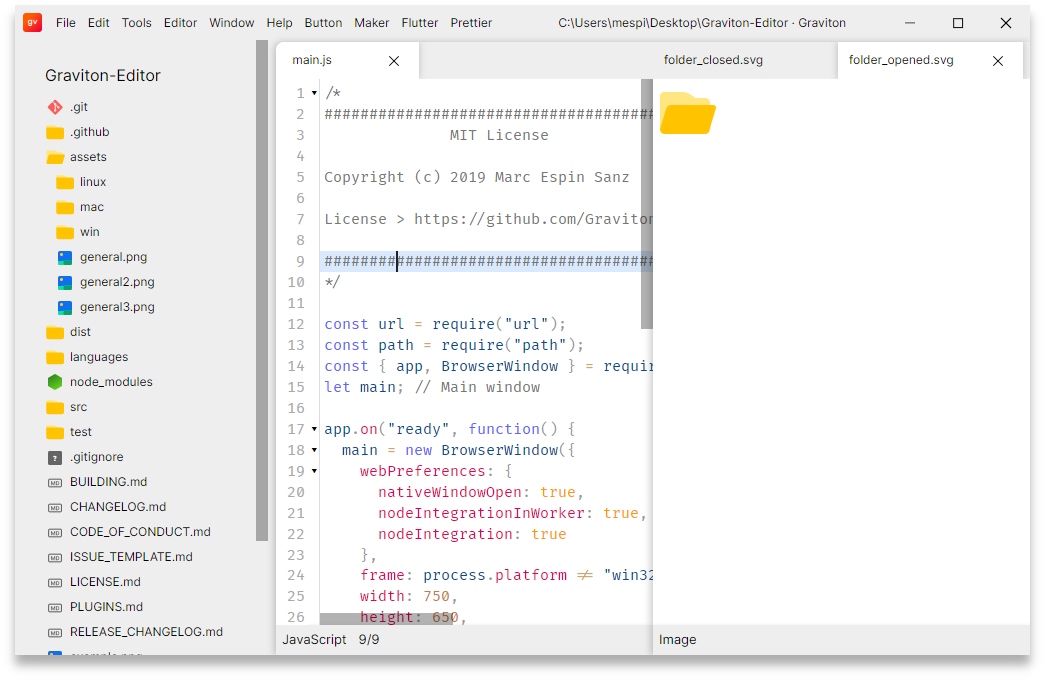 gv File Edit Tools Editor Window Help Button Maker Flutter Prettier C:\Users\mespi\Desktop\Graviton-Editor · Graviton
Graviton-Editor
.git
.github
assets
linux
mac
win
general.png
general2.png
general3.png
dist
languages
node_modules
src
test
? .gitignore
MD BUILDING.md
MD CHANGELOG.md
MD CODE_OF_CONDUCT.md
MD ISSUE_TEMPLATE.md
MD LICENSE.md
MD PLUGINS.md
MD RELEASE_CHANGELOG.md
main.js
1 /*
2 #####################################
3 MIT License
4
5 Copyright (c) 2019 Marc Espin Sanz
6
7 License > https://github.com/Graviton
8
9 #####################################
10 */
11
12 const url = require("url");
13 const path = require("path");
14 const { app, BrowserWindow } = requir
15 let main; // Main window
16
17 app.on("ready", function() {
18 main = new BrowserWindow({
19 webPreferences: {
20 nativeWindowOpen: true,
21 nodeIntegrationInWorker: true,
22 nodeIntegration: true
23 },
24 frame: process.platform ≠ "win32
25 width: 750,
26 height: 650,
JavaScript 9/9
folder_closed.svg folder_opened.svg
Image